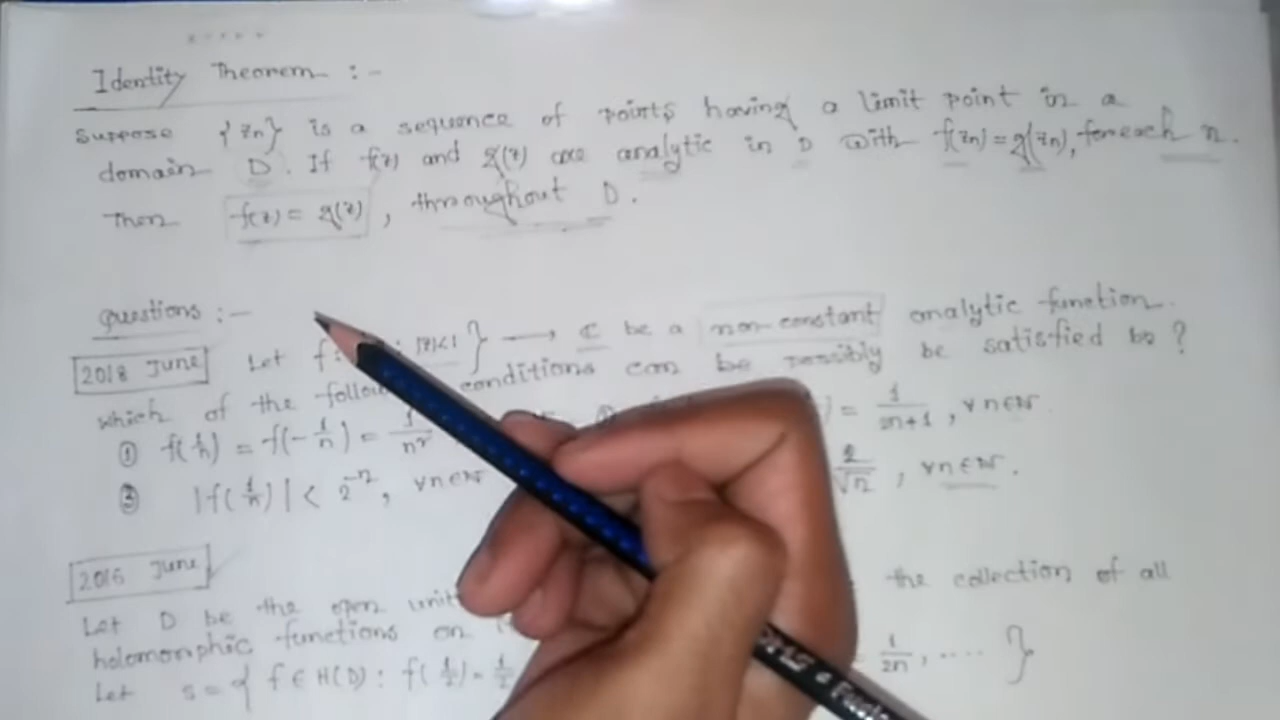 Identity Theorem :-
Suppose {zn} is a sequence of points having a limit point in a
domain D. If f(z) and g(z) are analytic in D with f(zn) = g(zn), for each n.
Then f(z) = g(z), throughout D.
Questions :-
2018 June Let f : |z|<1 } → ℂ be a non-constant analytic function.
which of the conditions can be possibly be satisfied by ?
① f(1/n) = f(-1/n) = 1/n² ) = 1/2n+1 , ∀ n∈ℕ
③ |f(1/n)| < 2⁻ⁿ, ∀ n∈ℕ 2/√n , ∀ n∈ℕ.
2016 June
Let D be the open unit the collection of all
holomorphic functions on
Let S = { f ∈ H(D) : f(1/2) = 1/2 1/2n , .... }